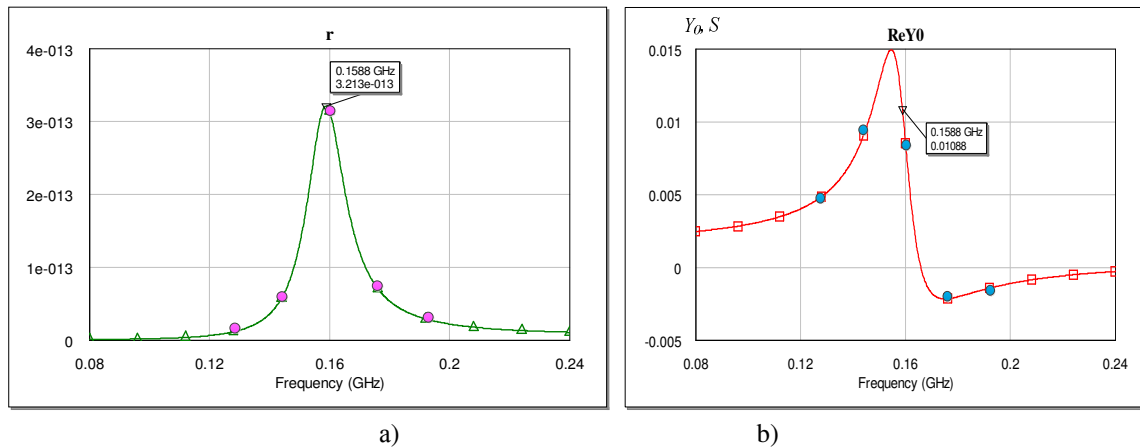 r
4e-013
3e-013
2e-013
1e-013
0
0.1588 GHz
3.213e-013
0.08 0.12 0.16 0.2 0.24
Frequency (GHz)
a)
Y0, S
ReY0
0.015
0.01
0.005
0
-0.005
0.1588 GHz
0.01088
0.08 0.12 0.16 0.2 0.24
Frequency (GHz)
b)